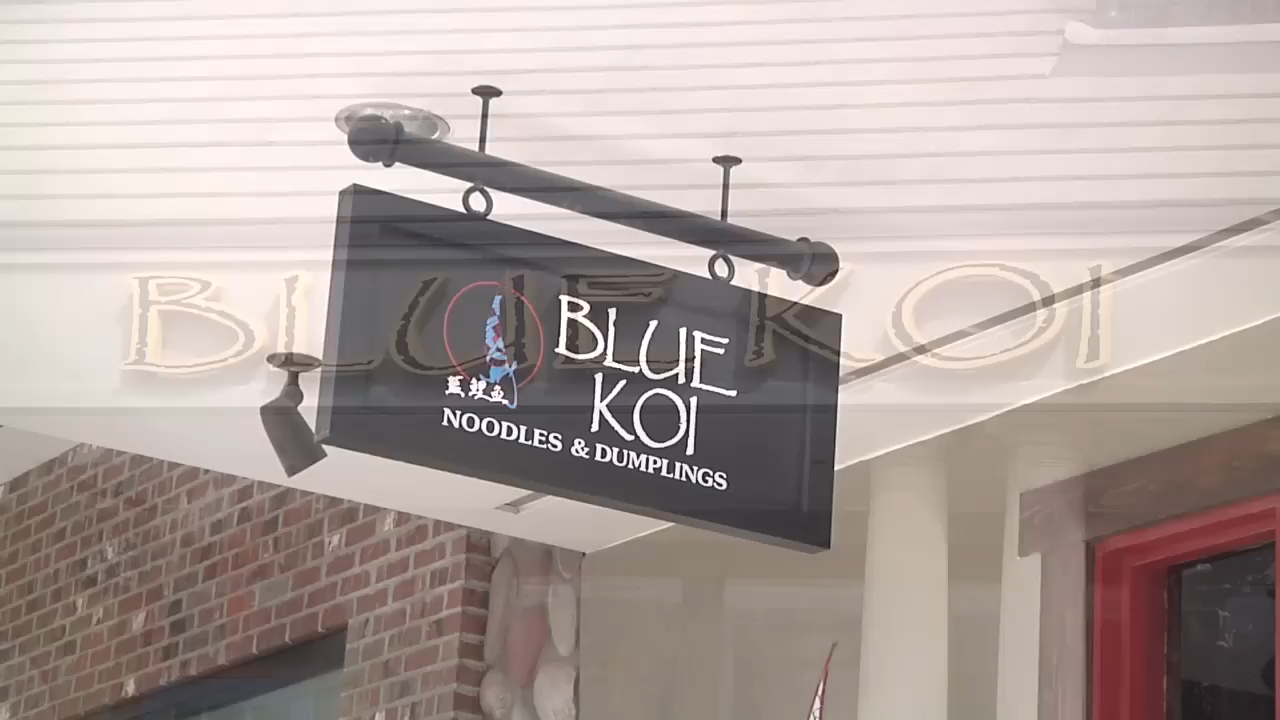 BLUE KOI
BLUE
KOI
藍鯉魚
NOODLES & DUMPLINGS